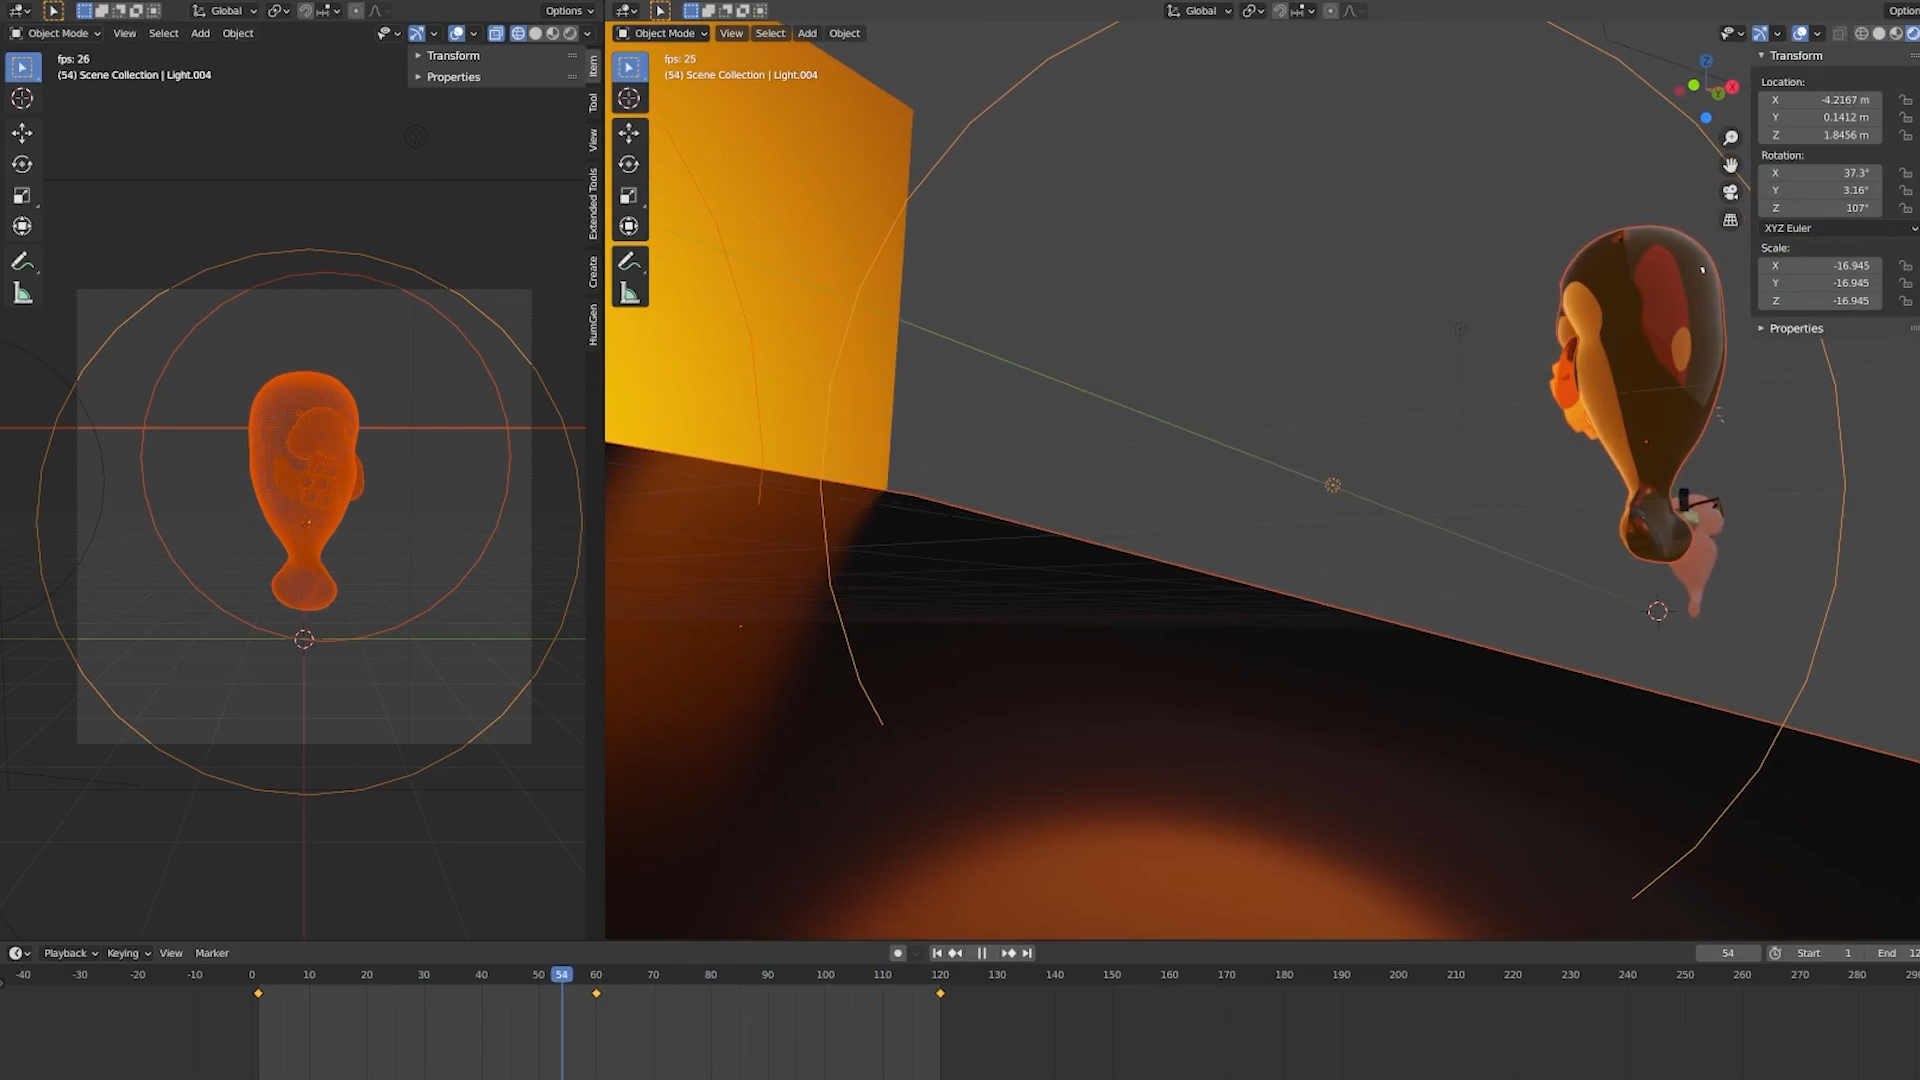 Global
Options
Object Mode
View
Select
Add
Object
fps: 26
(54) Scene Collection | Light.004
Transform
Properties
Item
Tool
View
Extended Tools
Create
HumGen
Global
Option
Object Mode
View
Select
Add
Object
fps: 25
(54) Scene Collection | Light.004
Z
X
Y
Transform
Location:
X -4.2167 m
Y 0.1412 m
Z 1.8456 m
Rotation:
X 37.3°
Y 3.16°
Z 107°
XYZ Euler
Scale:
X -16.945
Y -16.945
Z -16.945
Properties
Playback
Keying
View
Marker
54
Start 1
End 12
-40 -30 -20 -10 0 10 20 30 40 50 54 60 70 80 90 100 110 120 130 140 150 160 170 180 190 200 210 220 230 240 250 260 270 280 29